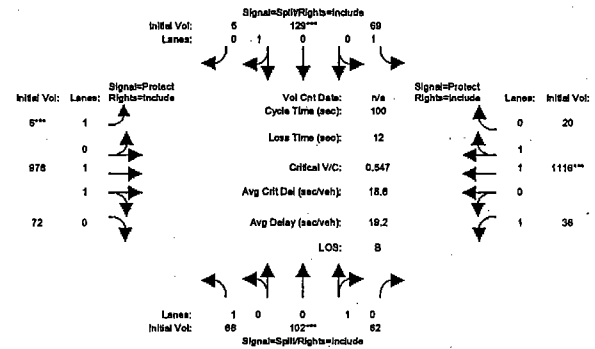 Signal=Split/Rights=Include
Initial Vol: 5 129*** 69
Lanes: 0 1 0 0 1
Signal=Protect
Initial Vol: Lanes: Rights=Include
Vol Cnt Date: n/a
Signal=Protect
Rights=Include Lanes: Initial Vol:
Cycle Time (sec): 100
5*** 1
0 20
Loss Time (sec): 12
0
1
976 1
Critical V/C: 0.547
1 1116***
1
Avg Crit Del (sec/veh): 18.6
0
72 0
Avg Delay (sec/veh): 19.2
1 36
LOS: B
Lanes: 1 0 0 1 0
Initial Vol: 66 102*** 62
Signal=Split/Rights=Include